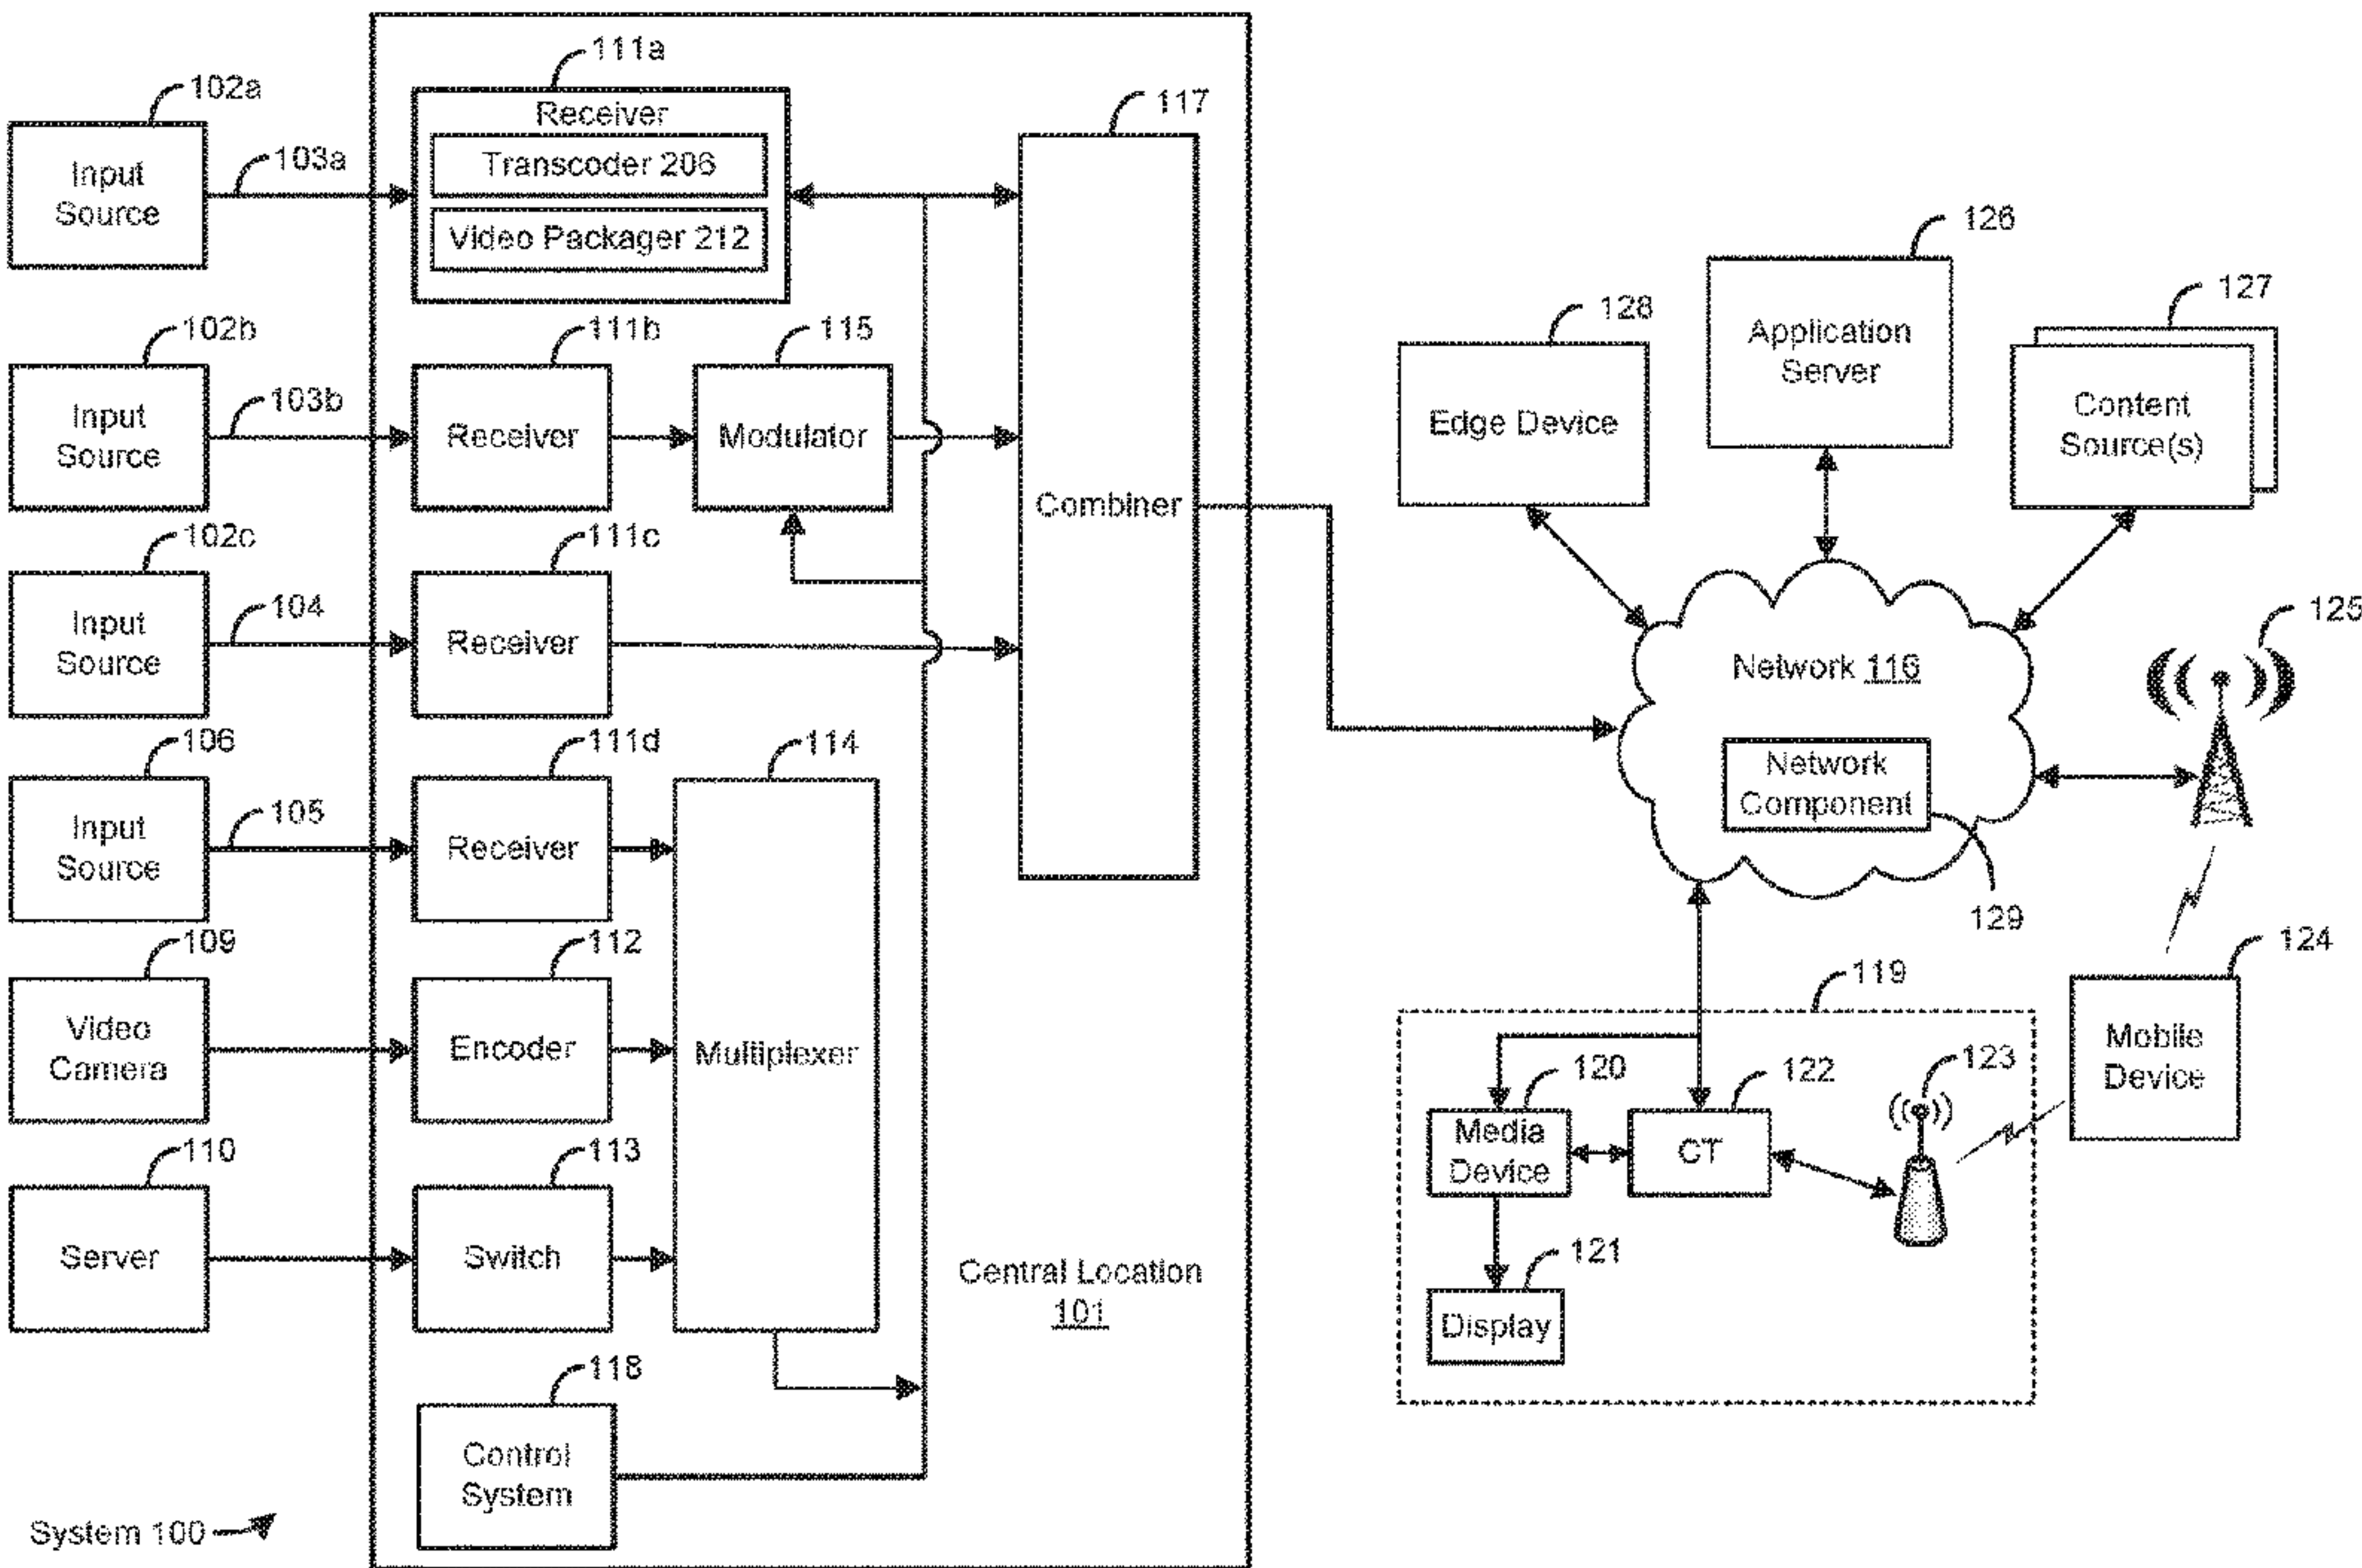 102a
Input
Source
103a
111a
Receiver
Transcoder 206
Video Packager 212
117
Combiner
102b
Input
Source
103b
111b
Receiver
115
Modulator
102c
Input
Source
104
111c
Receiver
106
Input
Source
105
111d
Receiver
114
Multiplexer
109
Video
Camera
112
Encoder
110
Server
113
Switch
118
Control
System
Central Location
101
System 100
128
Edge Device
126
Application
Server
127
Content
Source(s)
Network 116
Network
Component
129
125
124
Mobile
Device
119
120
Media
Device
122
CT
123
121
Display